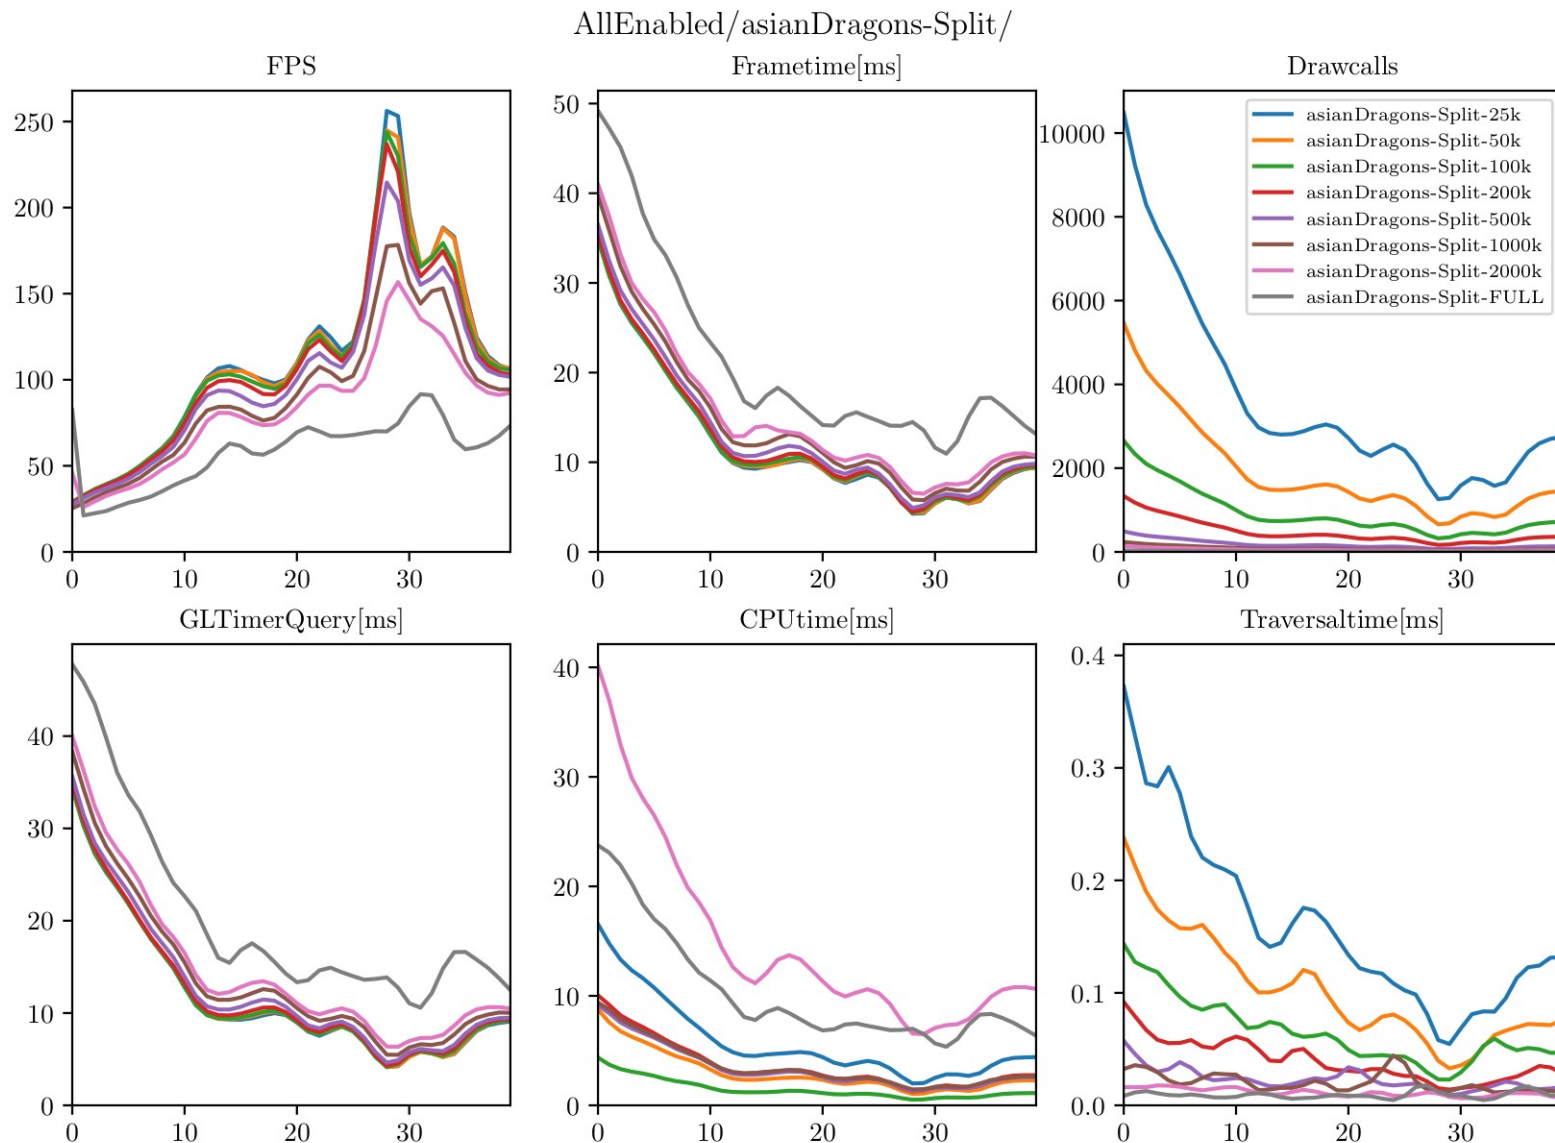 AllEnabled/asianDragons-Split/
FPS
250
200
150
100
50
0
0 10 20 30
Frametime[ms]
50
40
30
20
10
0
0 10 20 30
Drawcalls
10000
8000
6000
4000
2000
0
0 10 20 30
asianDragons-Split-25k
asianDragons-Split-50k
asianDragons-Split-100k
asianDragons-Split-200k
asianDragons-Split-500k
asianDragons-Split-1000k
asianDragons-Split-2000k
asianDragons-Split-FULL
GLTimerQuery[ms]
40
30
20
10
0
0 10 20 30
CPUtime[ms]
40
30
20
10
0
0 10 20 30
Traversaltime[ms]
0.4
0.3
0.2
0.1
0.0
0 10 20 30